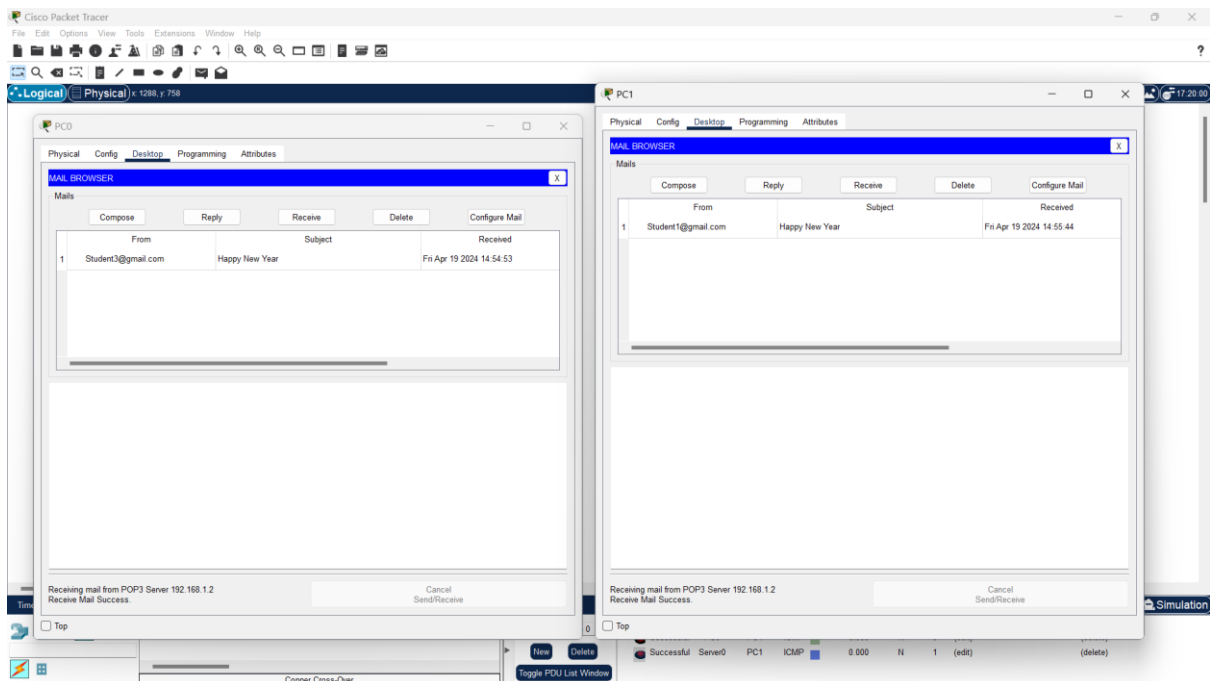 Cisco Packet Tracer
File Edit Options View Tools Extensions Window Help
?
Logical Physical x: 1288, y: 758
17:20:00
PC0
Physical Config Desktop Programming Attributes
MAIL BROWSER X
Mails
Compose Reply Receive Delete Configure Mail
From Subject Received
1 Student3@gmail.com Happy New Year Fri Apr 19 2024 14:54:53
Receiving mail from POP3 Server 192.168.1.2
Receive Mail Success.
Cancel
Send/Receive
Top
PC1
Physical Config Desktop Programming Attributes
MAIL BROWSER X
Mails
Compose Reply Receive Delete Configure Mail
From Subject Received
1 Student1@gmail.com Happy New Year Fri Apr 19 2024 14:55:44
Receiving mail from POP3 Server 192.168.1.2
Receive Mail Success.
Cancel
Send/Receive
Top
Simulation
0
New Delete
Successful Server0 PC1 ICMP 0.000 N 1 (edit) (delete)
Toggle PDU List Window
Copper Cross-Over